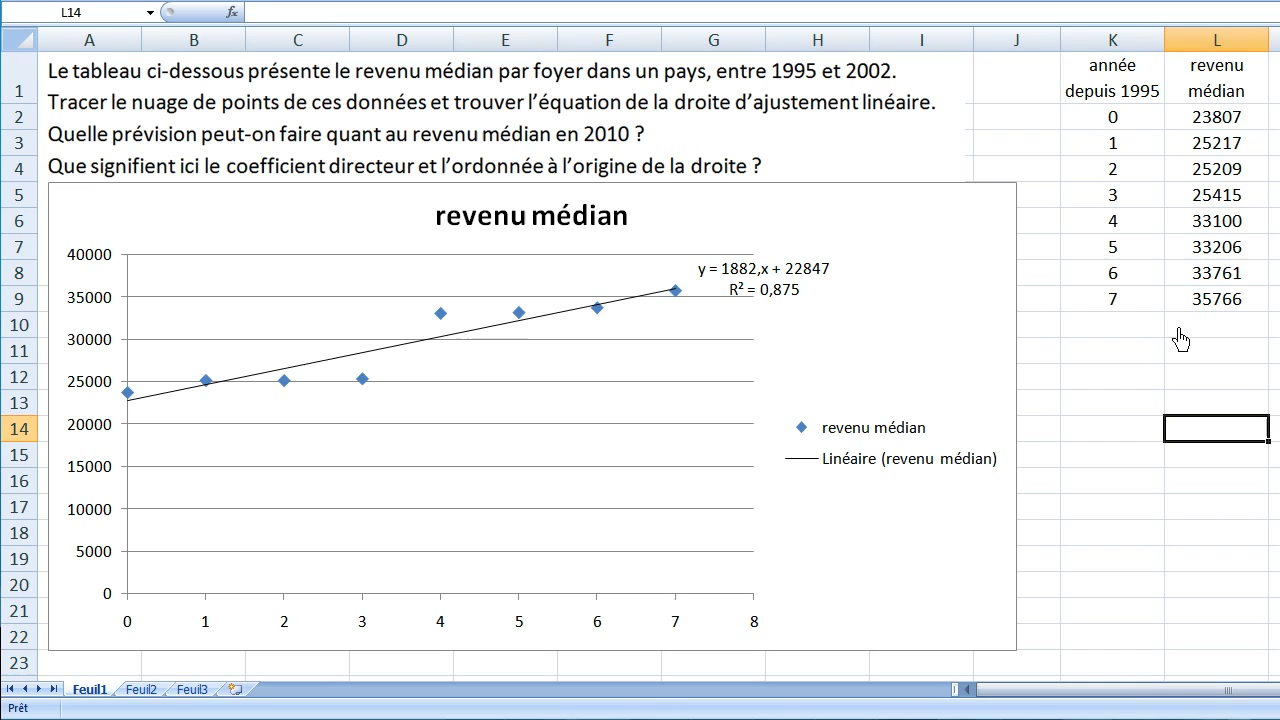 L14
fx
A B C D E F G H I J K L
Le tableau ci-dessous présente le revenu médian par foyer dans un pays, entre 1995 et 2002.
Tracer le nuage de points de ces données et trouver l’équation de la droite d’ajustement linéaire.
Quelle prévision peut-on faire quant au revenu médian en 2010 ?
Que signifient ici le coefficient directeur et l’ordonnée à l’origine de la droite ?
année revenu
1 depuis 1995 médian
2 0 23807
3 1 25217
4 2 25209
5 3 25415
6 4 33100
7 5 33206
8 6 33761
9 7 35766
10
11
12
13
14
15
16
17
18
19
20
21
22
23
revenu médian
40000
35000
30000
25000
20000
15000
10000
5000
0
0 1 2 3 4 5 6 7 8
y = 1882,x + 22847
R² = 0,875
revenu médian
Linéaire (revenu médian)
Feuil1 Feuil2 Feuil3
Prêt